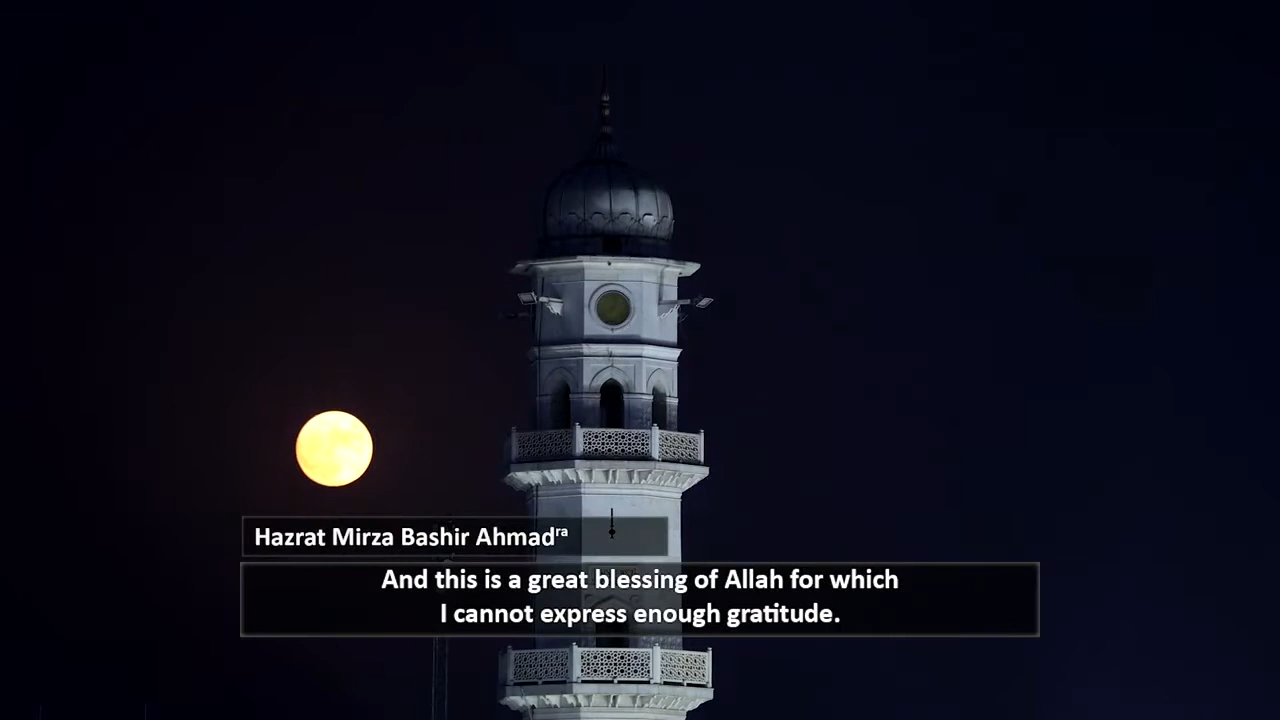 Hazrat Mirza Bashir Ahmadʳᵃ
And this is a great blessing of Allah for which
I cannot express enough gratitude.